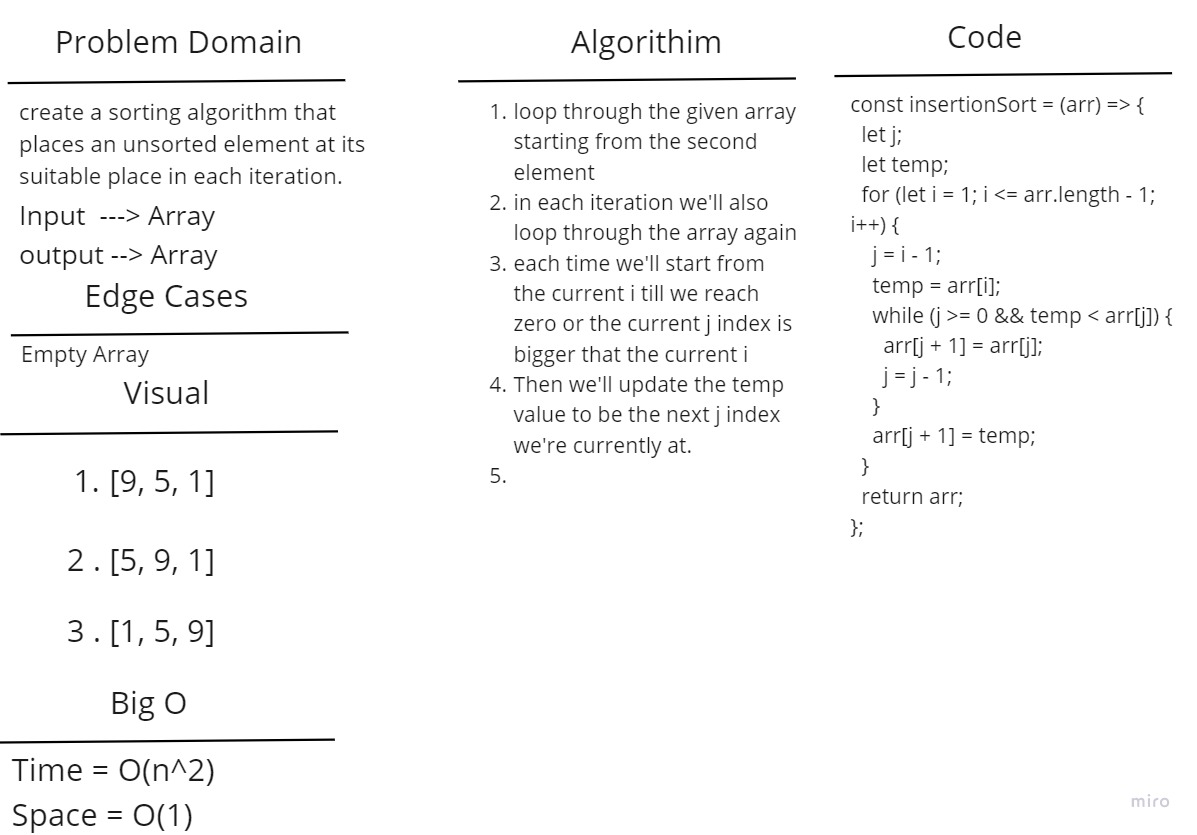 Problem Domain
create a sorting algorithm that
places an unsorted element at its
suitable place in each iteration.
Input ---> Array
output --> Array
Edge Cases
Empty Array
Visual
1. [9, 5, 1]
2 . [5, 9, 1]
3 . [1, 5, 9]
Big O
Time = O(n^2)
Space = O(1)
Algorithim
1. loop through the given array
starting from the second
element
2. in each iteration we'll also
loop through the array again
3. each time we'll start from
the current i till we reach
zero or the current j index is
bigger that the current i
4. Then we'll update the temp
value to be the next j index
we're currently at.
5.
Code
const insertionSort = (arr) => {
let j;
let temp;
for (let i = 1; i <= arr.length - 1;
i++) {
j = i - 1;
temp = arr[i];
while (j >= 0 && temp < arr[j]) {
arr[j + 1] = arr[j];
j = j - 1;
}
arr[j + 1] = temp;
}
return arr;
};
miro